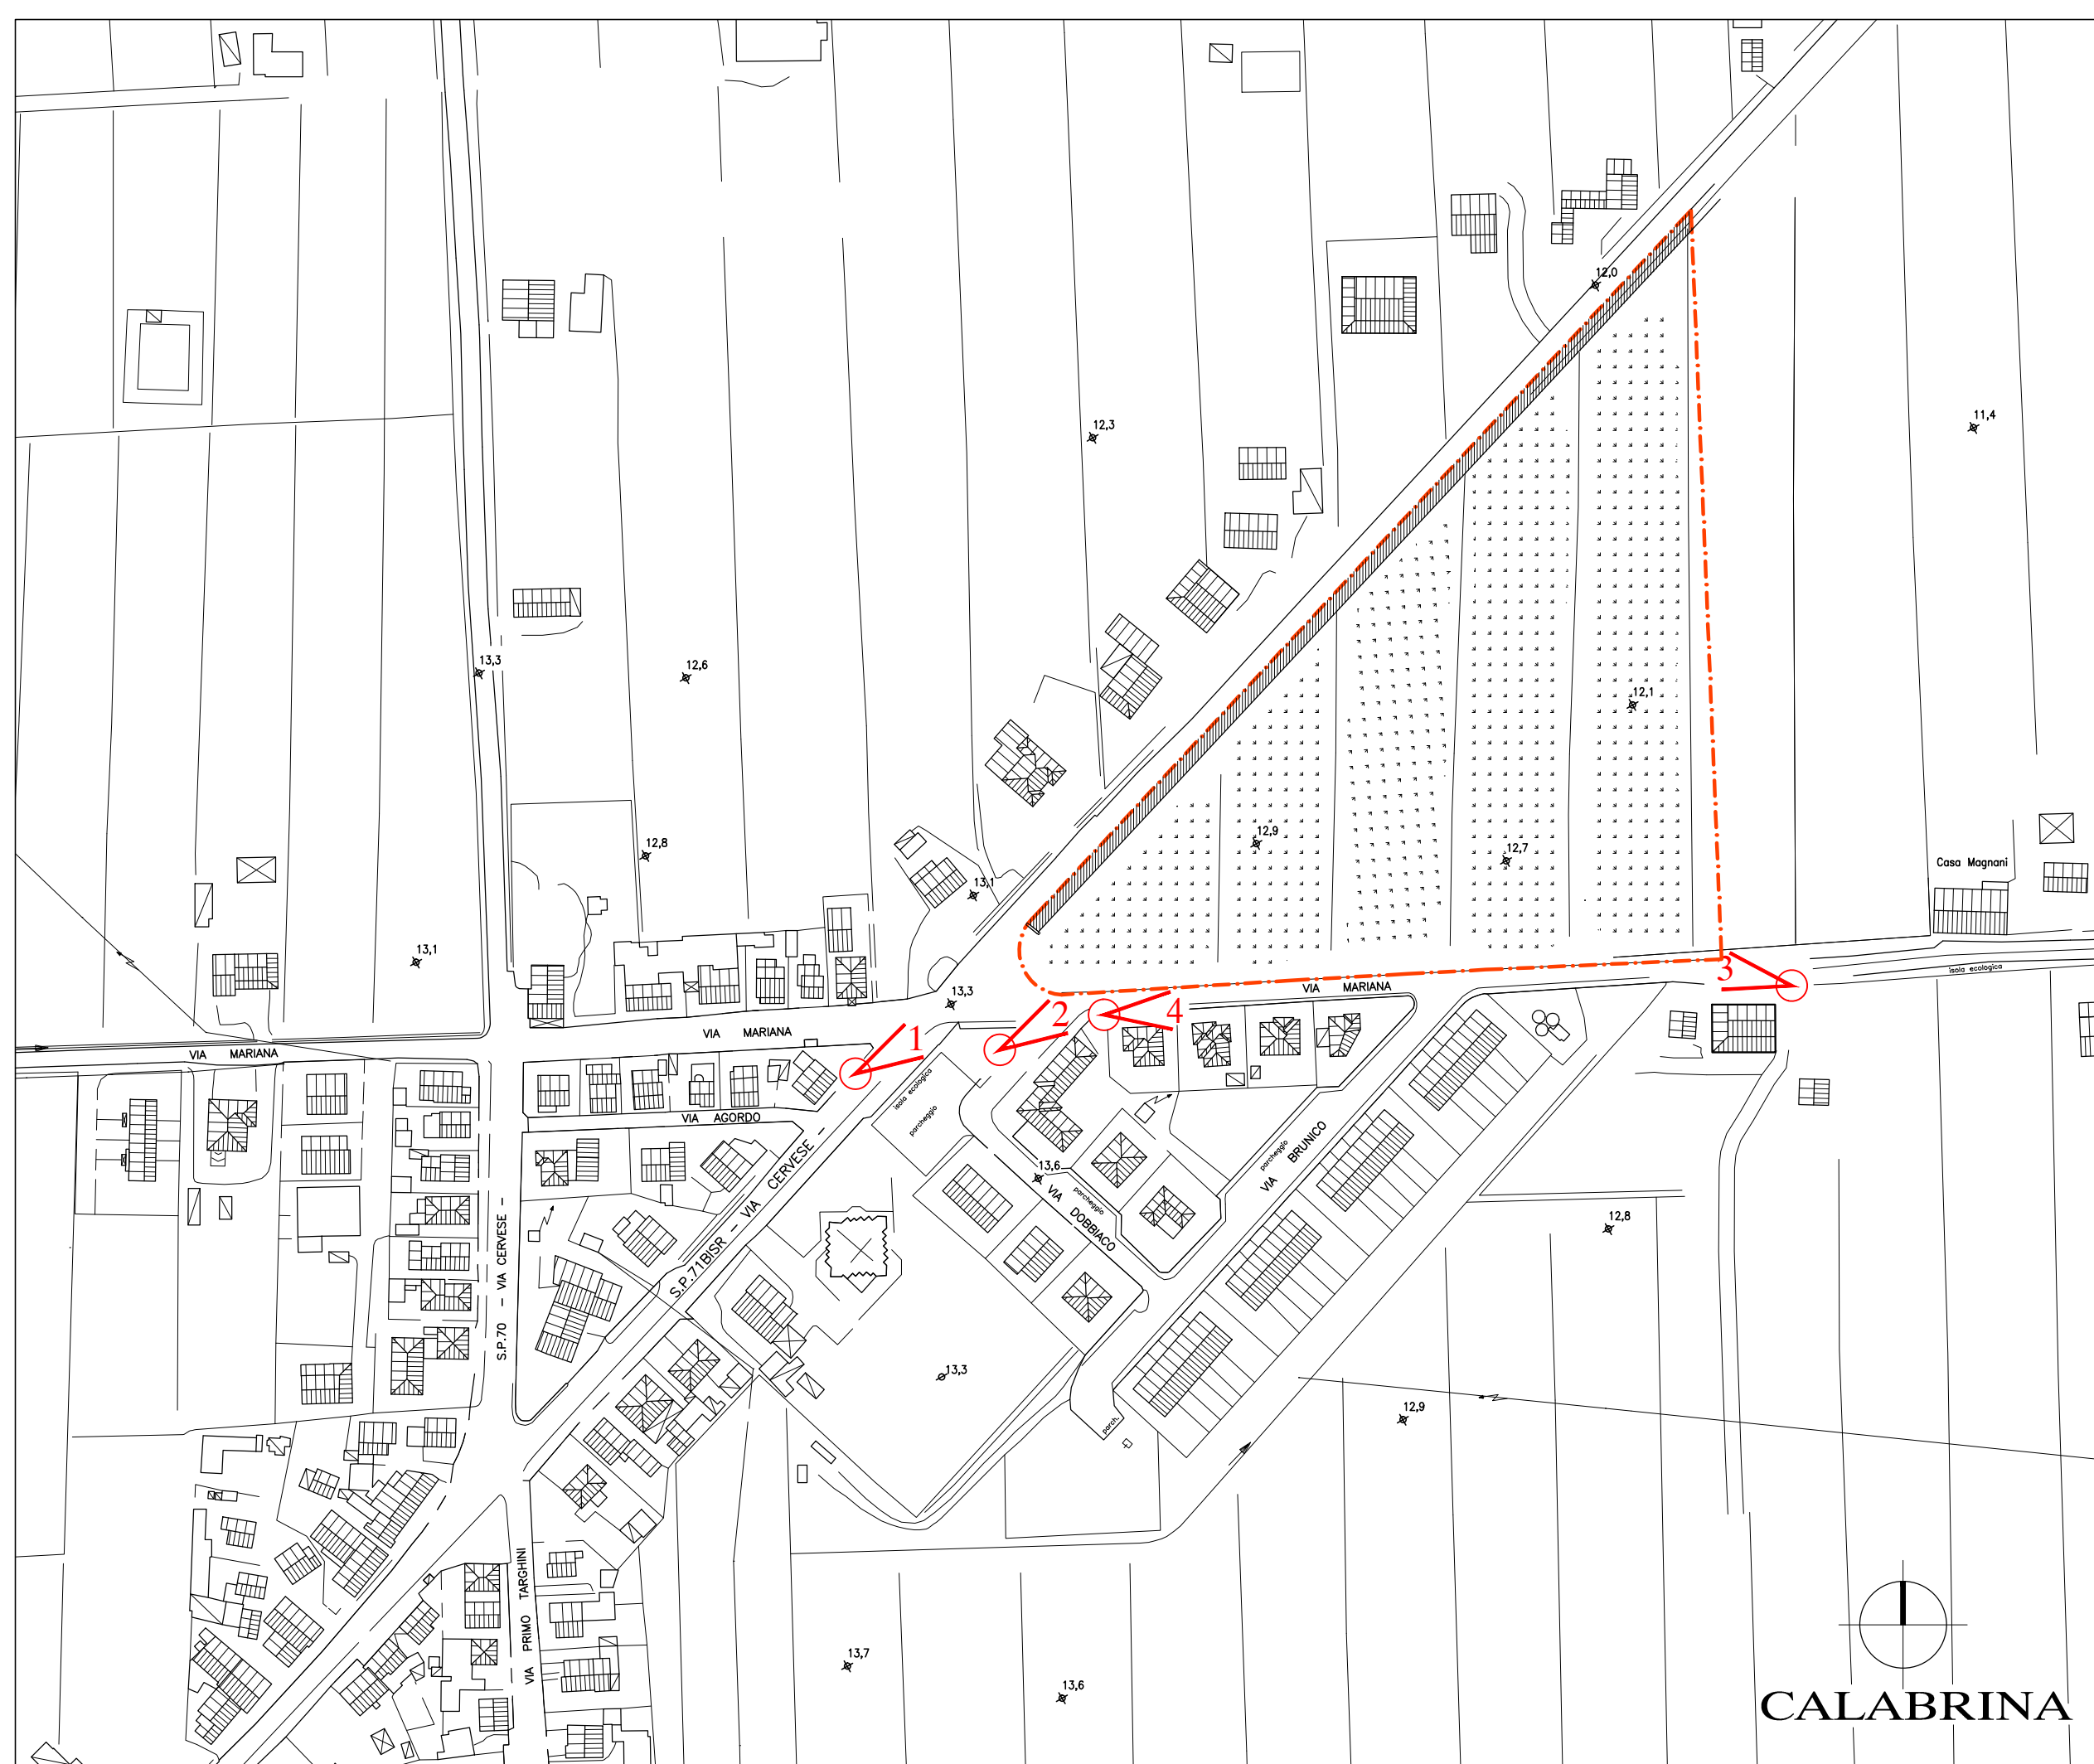 12,0
11,4
12,3
13,3
12,6
12,1
12,8
12,9
12,7
Casa Magnani
13,1
13,1
3
isola ecologica
13,3
VIA MARIANA
4
2
1
VIA MARIANA
VIA MARIANA
isola ecologica
parcheggio
VIA AGORDO
parcheggio
VIA BRUNICO
13,6
VIA DOBBIACO
parcheggio
S.P.71BISR - VIA CERVESE -
S.P.70 - VIA CERVESE -
12,8
13,3
12,9
parch.
VIA PRIMO TARGHINI
13,7
13,6
CALABRINA